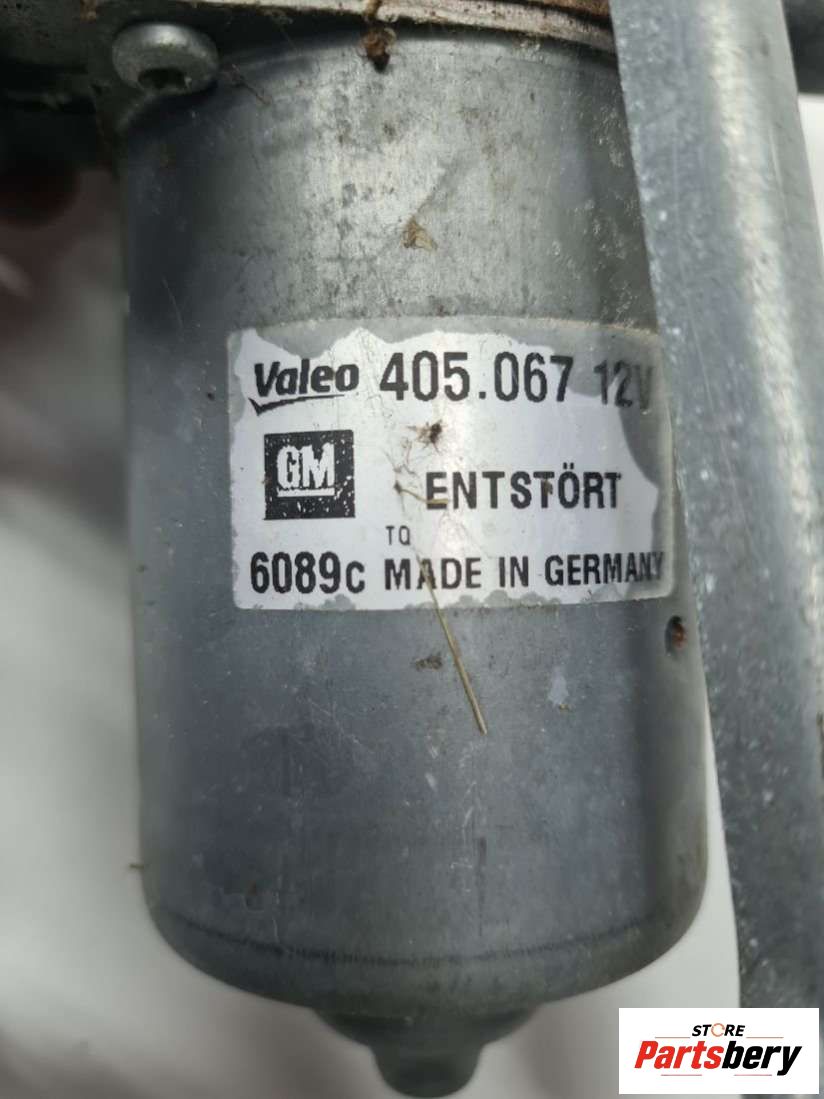 Valeo 405.067 12V
GM ENTSTÖRT
TQ
6089c MADE IN GERMANY
STORE
Partsbery